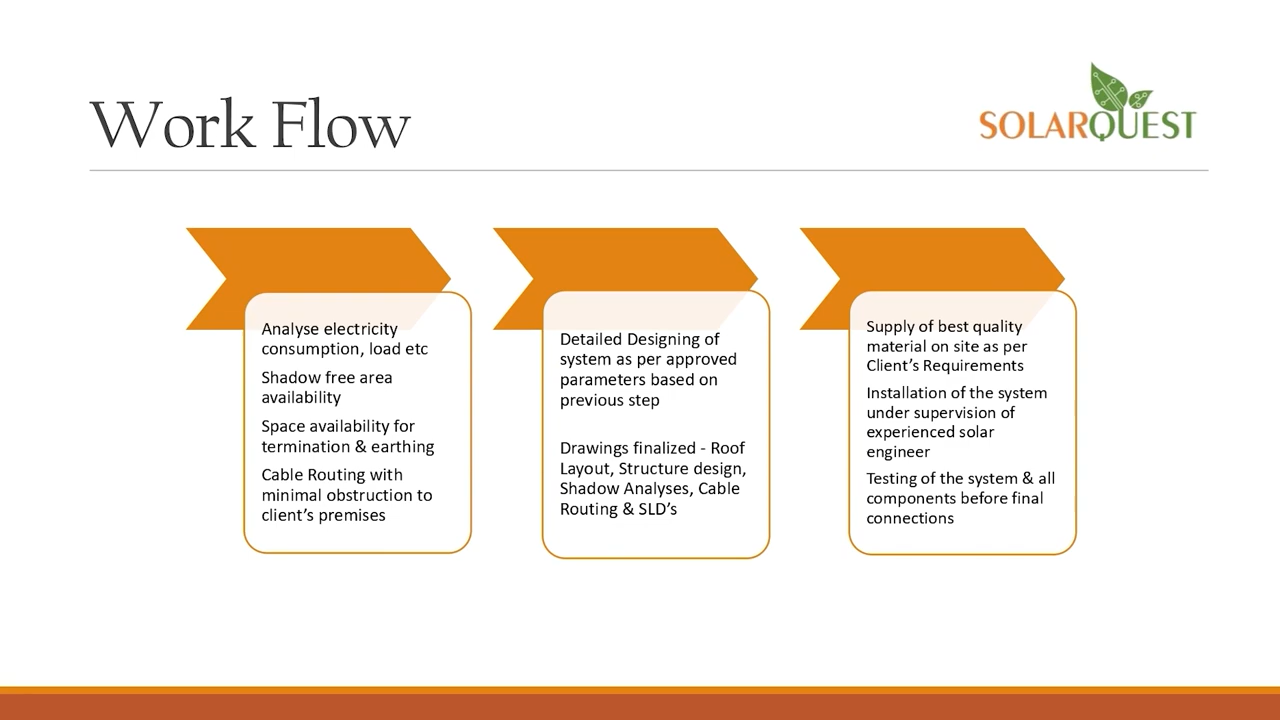 Work Flow
SOLARQUEST
Analyse electricity
consumption, load etc
Shadow free area
availability
Space availability for
termination & earthing
Cable Routing with
minimal obstruction to
client's premises
Detailed Designing of
system as per approved
parameters based on
previous step
Drawings finalized - Roof
Layout, Structure design,
Shadow Analyses, Cable
Routing & SLD's
Supply of best quality
material on site as per
Client's Requirements
Installation of the system
under supervision of
experienced solar
engineer
Testing of the system & all
components before final
connections